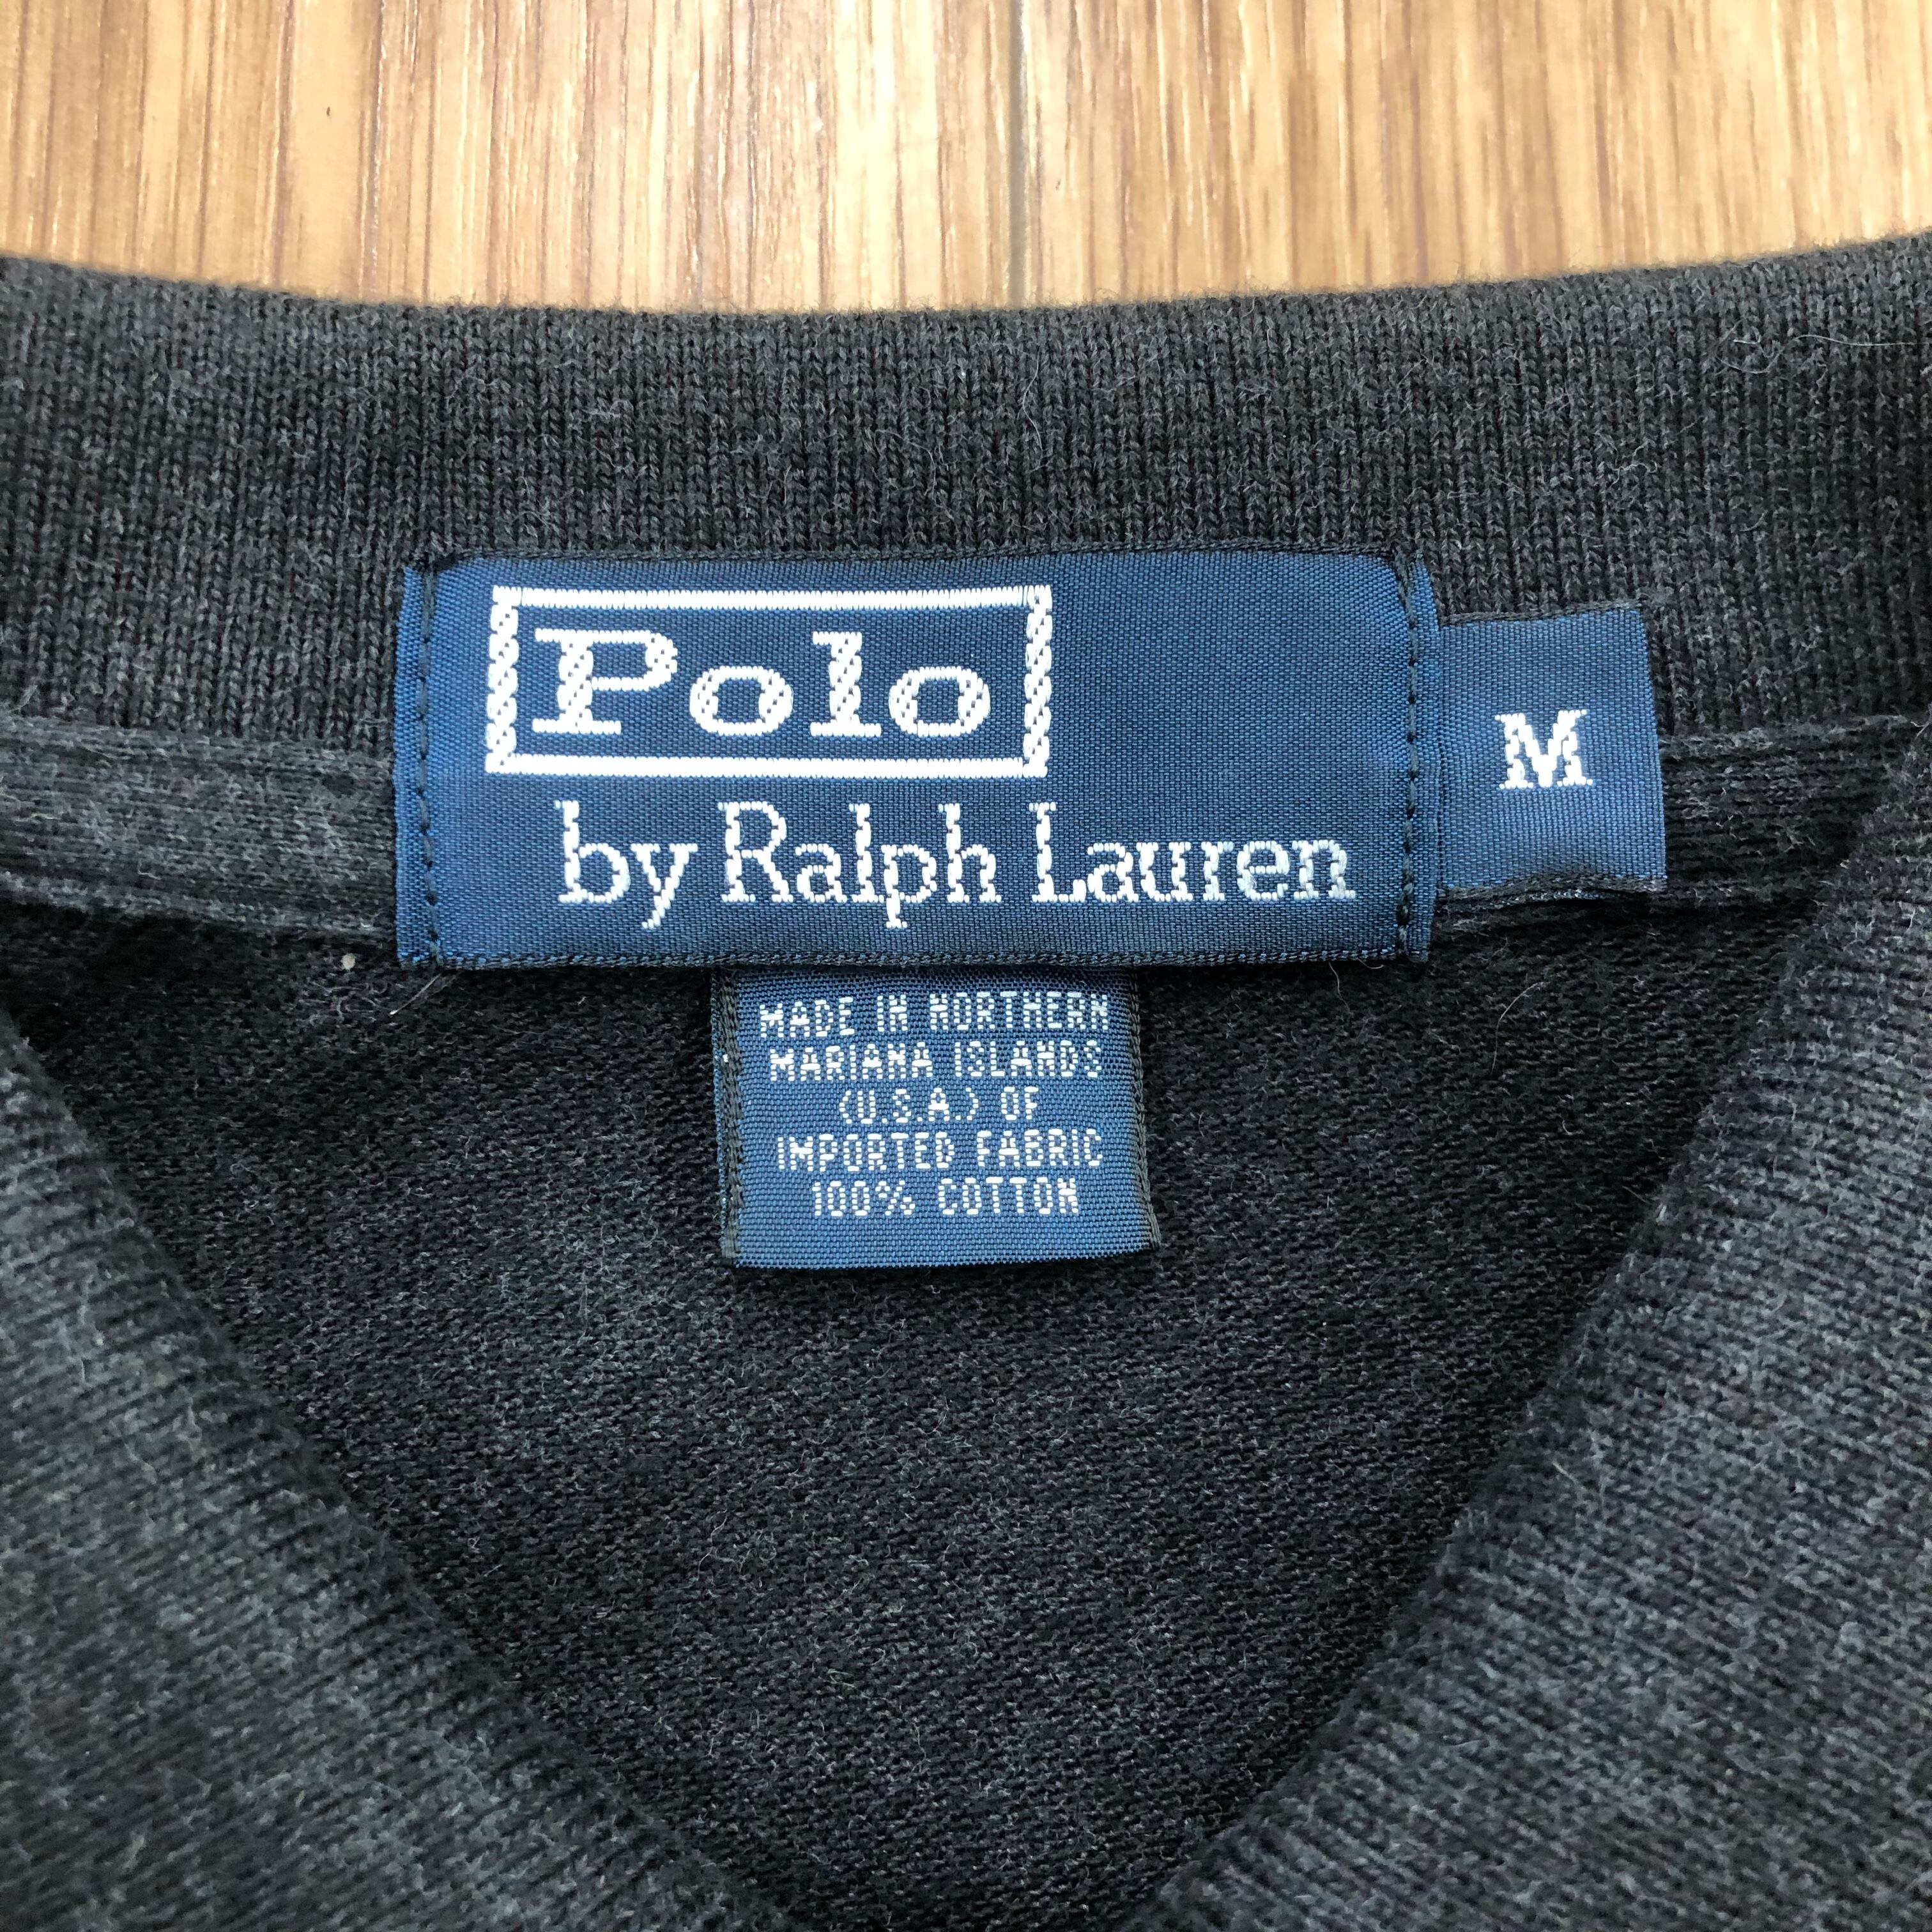 Polo
by Ralph Lauren
M
MADE IN NORTHERN
MARIANA ISLANDS
(U.S.A.) OF
IMPORTED FABRIC
100% COTTON